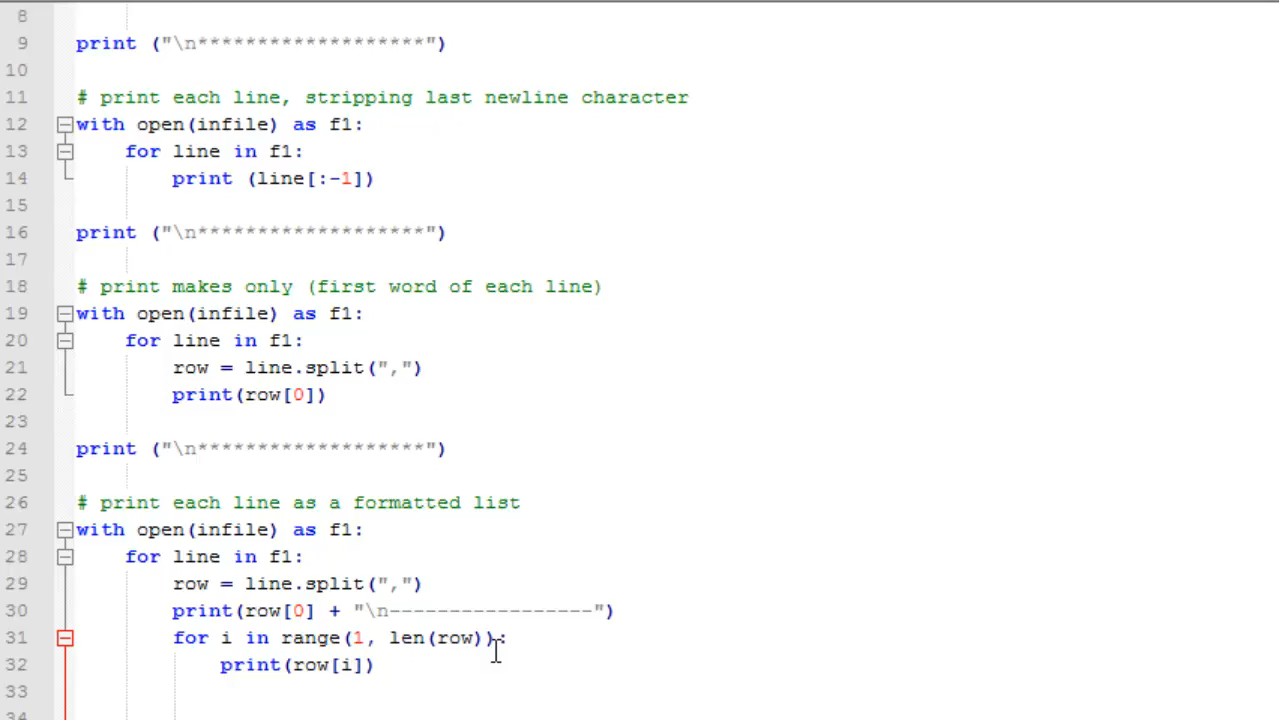 8
9 print ("\n*******************")
10
11 # print each line, stripping last newline character
12 with open(infile) as f1:
13     for line in f1:
14         print (line[:-1])
15
16 print ("\n*******************")
17
18 # print makes only (first word of each line)
19 with open(infile) as f1:
20     for line in f1:
21         row = line.split(",")
22         print(row[0])
23
24 print ("\n*******************")
25
26 # print each line as a formatted list
27 with open(infile) as f1:
28     for line in f1:
29         row = line.split(",")
30         print(row[0] + "\n-----------------")
31         for i in range(1, len(row)):
32             print(row[i])
33
34